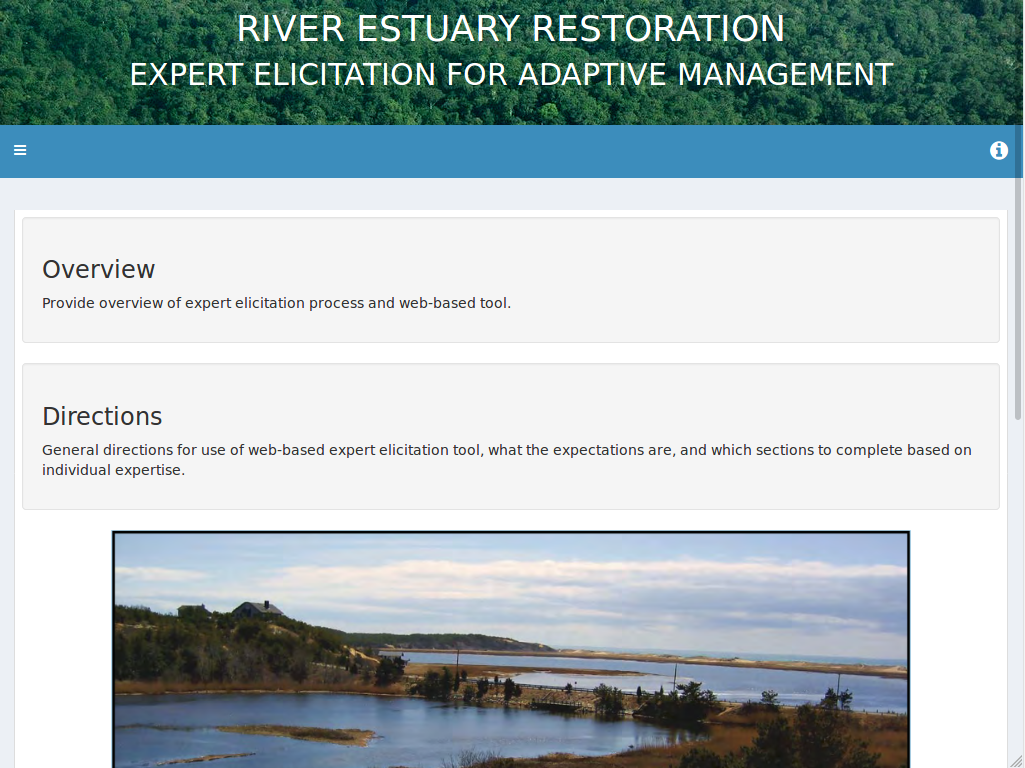 RIVER ESTUARY RESTORATION
EXPERT ELICITATION FOR ADAPTIVE MANAGEMENT
Overview
Provide overview of expert elicitation process and web-based tool.
Directions
General directions for use of web-based expert elicitation tool, what the expectations are, and which sections to complete based on
individual expertise.